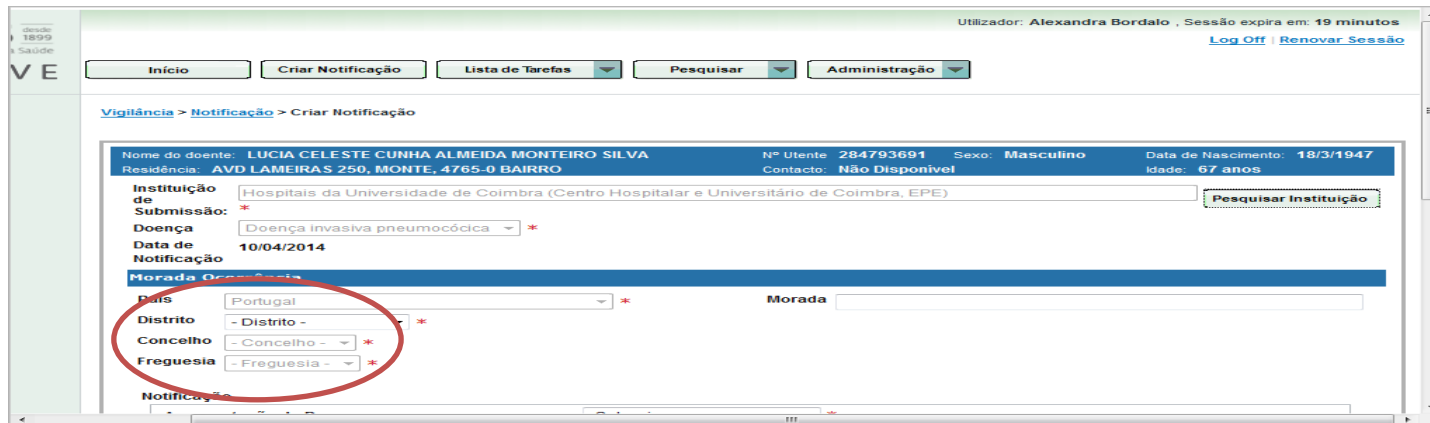 Utilizador: Alexandra Bordalo , Sessão expira em: 19 minutos
desde
1899
a Saúde
Log Off | Renovar Sessão
V E
Início Criar Notificação Lista de Tarefas Pesquisar Administração
Vigilância > Notificação > Criar Notificação
Nome do doente: LUCIA CELESTE CUNHA ALMEIDA MONTEIRO SILVA Nº Utente 284793691 Sexo: Masculino Data de Nascimento: 18/3/1947
Residência: AVD LAMEIRAS 250, MONTE, 4765-0 BAIRRO Contacto: Não Disponível Idade: 67 anos
Instituição de Submissão: * Hospitais da Universidade de Coimbra (Centro Hospitalar e Universitário de Coimbra, EPE) Pesquisar Instituição
Doença Doença invasiva pneumocócica *
Data de Notificação 10/04/2014
Morada Ocorrência
País Portugal * Morada
Distrito - Distrito - *
Concelho - Concelho - *
Freguesia - Freguesia - *
Notificação